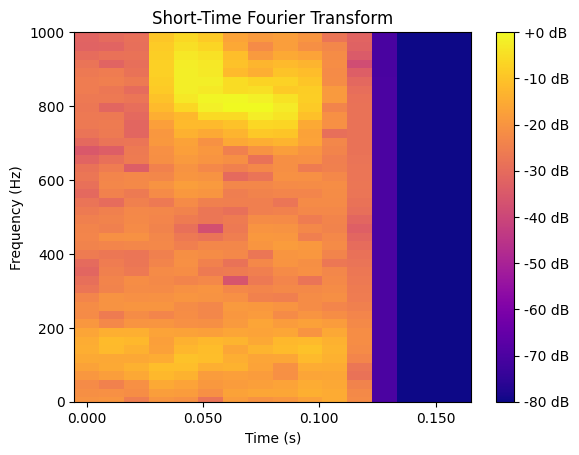 Short-Time Fourier Transform
Frequency (Hz)
1000
800
600
400
200
0
0.000
0.050
0.100
0.150
Time (s)
+0 dB
-10 dB
-20 dB
-30 dB
-40 dB
-50 dB
-60 dB
-70 dB
-80 dB